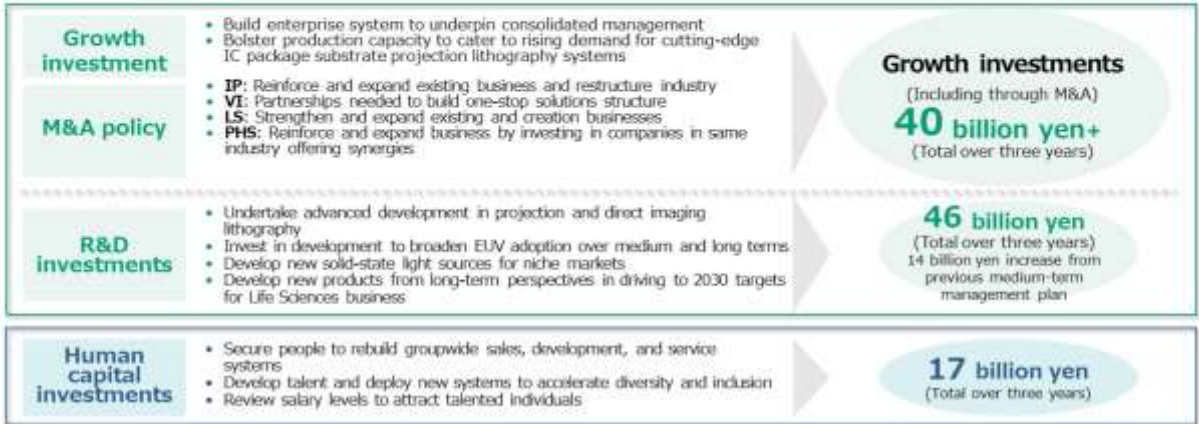 Growth
investment
• Build enterprise system to underpin consolidated management
• Bolster production capacity to cater to rising demand for cutting-edge
IC package substrate projection lithography systems
M&A policy
• IP: Reinforce and expand existing business and restructure industry
• VI: Partnerships needed to build one-stop solutions structure
• LS: Strengthen and expand existing and creation businesses
• PHS: Reinforce and expand business by investing in companies in same
industry offering synergies
Growth investments
(Including through M&A)
40 billion yen+
(Total over three years)
R&D
investments
• Undertake advanced development in projection and direct imaging
lithography
• Invest in development to broaden EUV adoption over medium and long terms
• Develop new solid-state light sources for niche markets
• Develop new products from long-term perspectives in driving to 2030 targets
for Life Sciences business
46 billion yen
(Total over three years)
14 billion yen increase from
previous medium-term
management plan
Human
capital
investments
• Secure people to rebuild groupwide sales, development, and service
systems
• Develop talent and deploy new systems to accelerate diversity and inclusion
• Review salary levels to attract talented individuals
17 billion yen
(Total over three years)